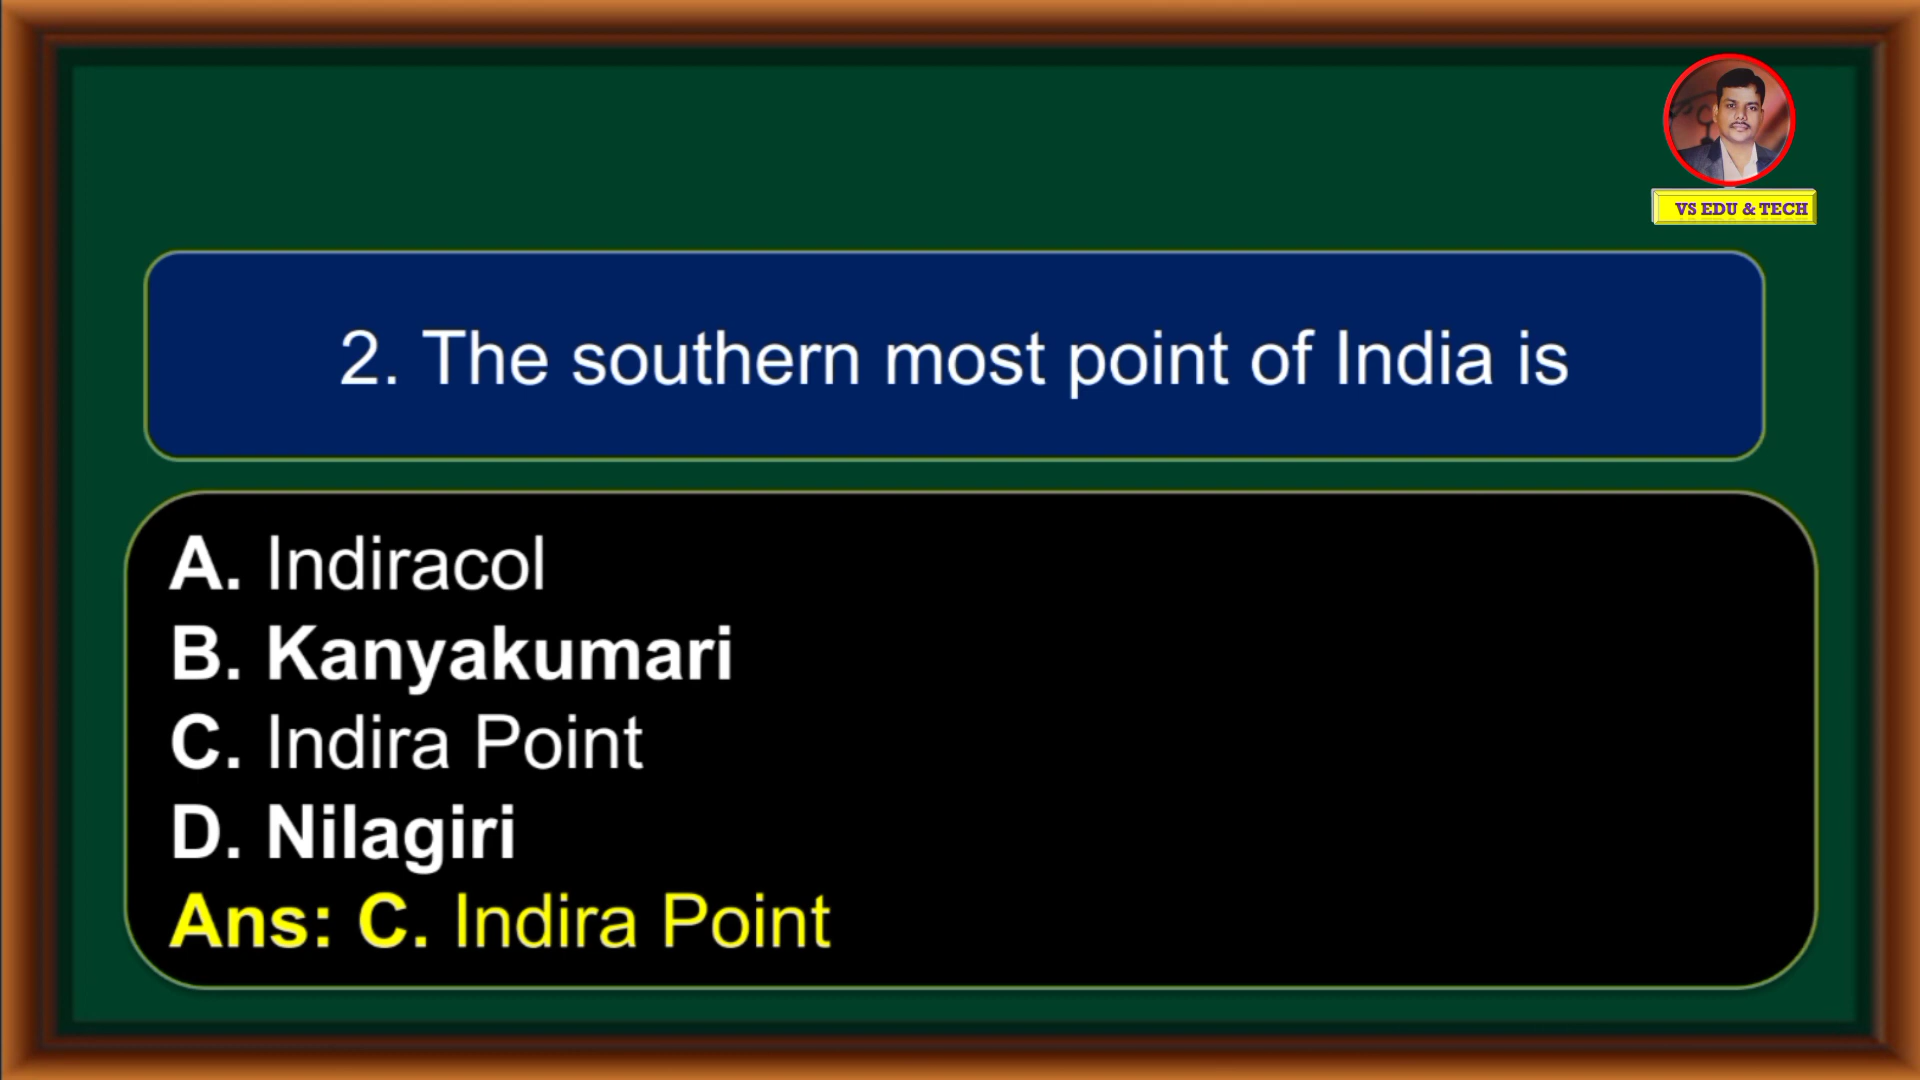 VS EDU & TECH
2. The southern most point of India is
A. Indiracol
B. Kanyakumari
C. Indira Point
D. Nilagiri
Ans: C. Indira Point